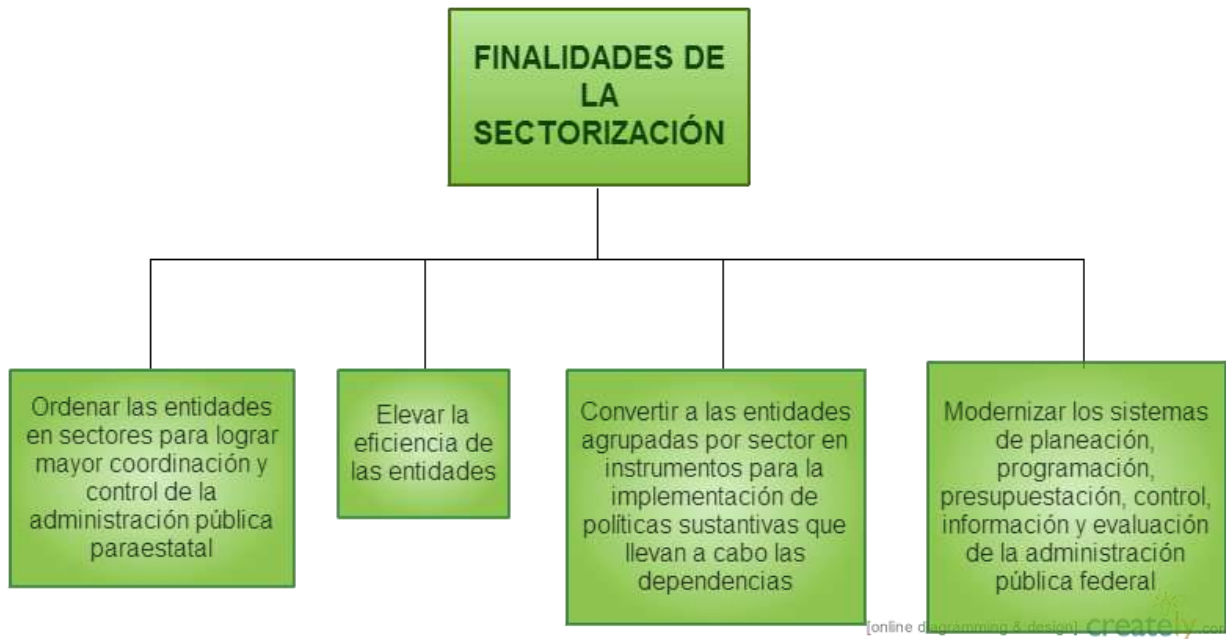 FINALIDADES DE
LA
SECTORIZACIÓN
Ordenar las entidades
en sectores para lograr
mayor coordinación y
control de la
administración pública
paraestatal
Elevar la
eficiencia de
las entidades
Convertir a las entidades
agrupadas por sector en
instrumentos para la
implementación de
políticas sustantivas que
llevan a cabo las
dependencias
Modernizar los sistemas
de planeación,
programación,
presupuestación, control,
información y evaluación
de la administración
pública federal
[online diagramming & design] creately.com